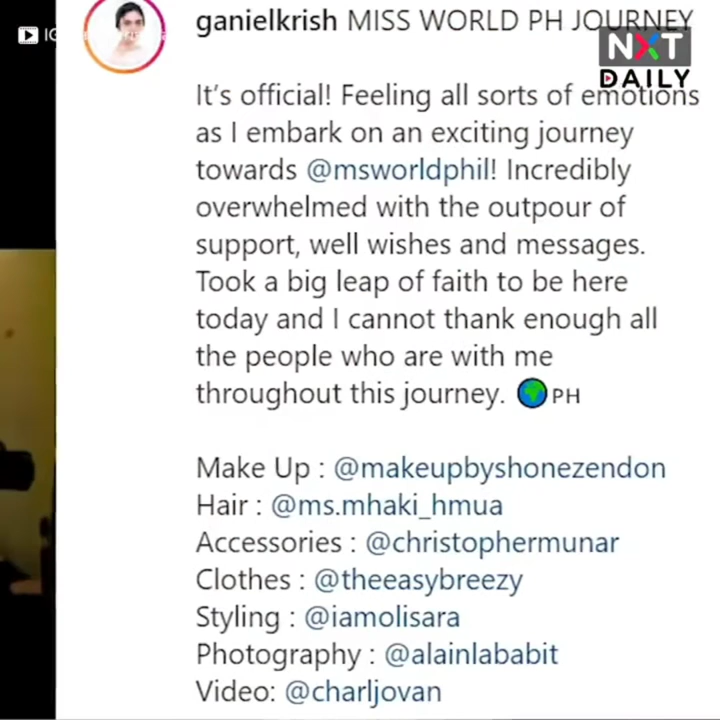 IG
ganielkrish MISS WORLD PH JOURNEY
NXT
DAILY
It's official! Feeling all sorts of emotions
as I embark on an exciting journey
towards @msworldphil! Incredibly
overwhelmed with the outpour of
support, well wishes and messages.
Took a big leap of faith to be here
today and I cannot thank enough all
the people who are with me
throughout this journey. 🌍 PH
Make Up : @makeupbyshonezendon
Hair : @ms.mhaki_hmua
Accessories : @christophermunar
Clothes : @theeasybreezy
Styling : @iamolisara
Photography : @alainlababit
Video: @charljovan